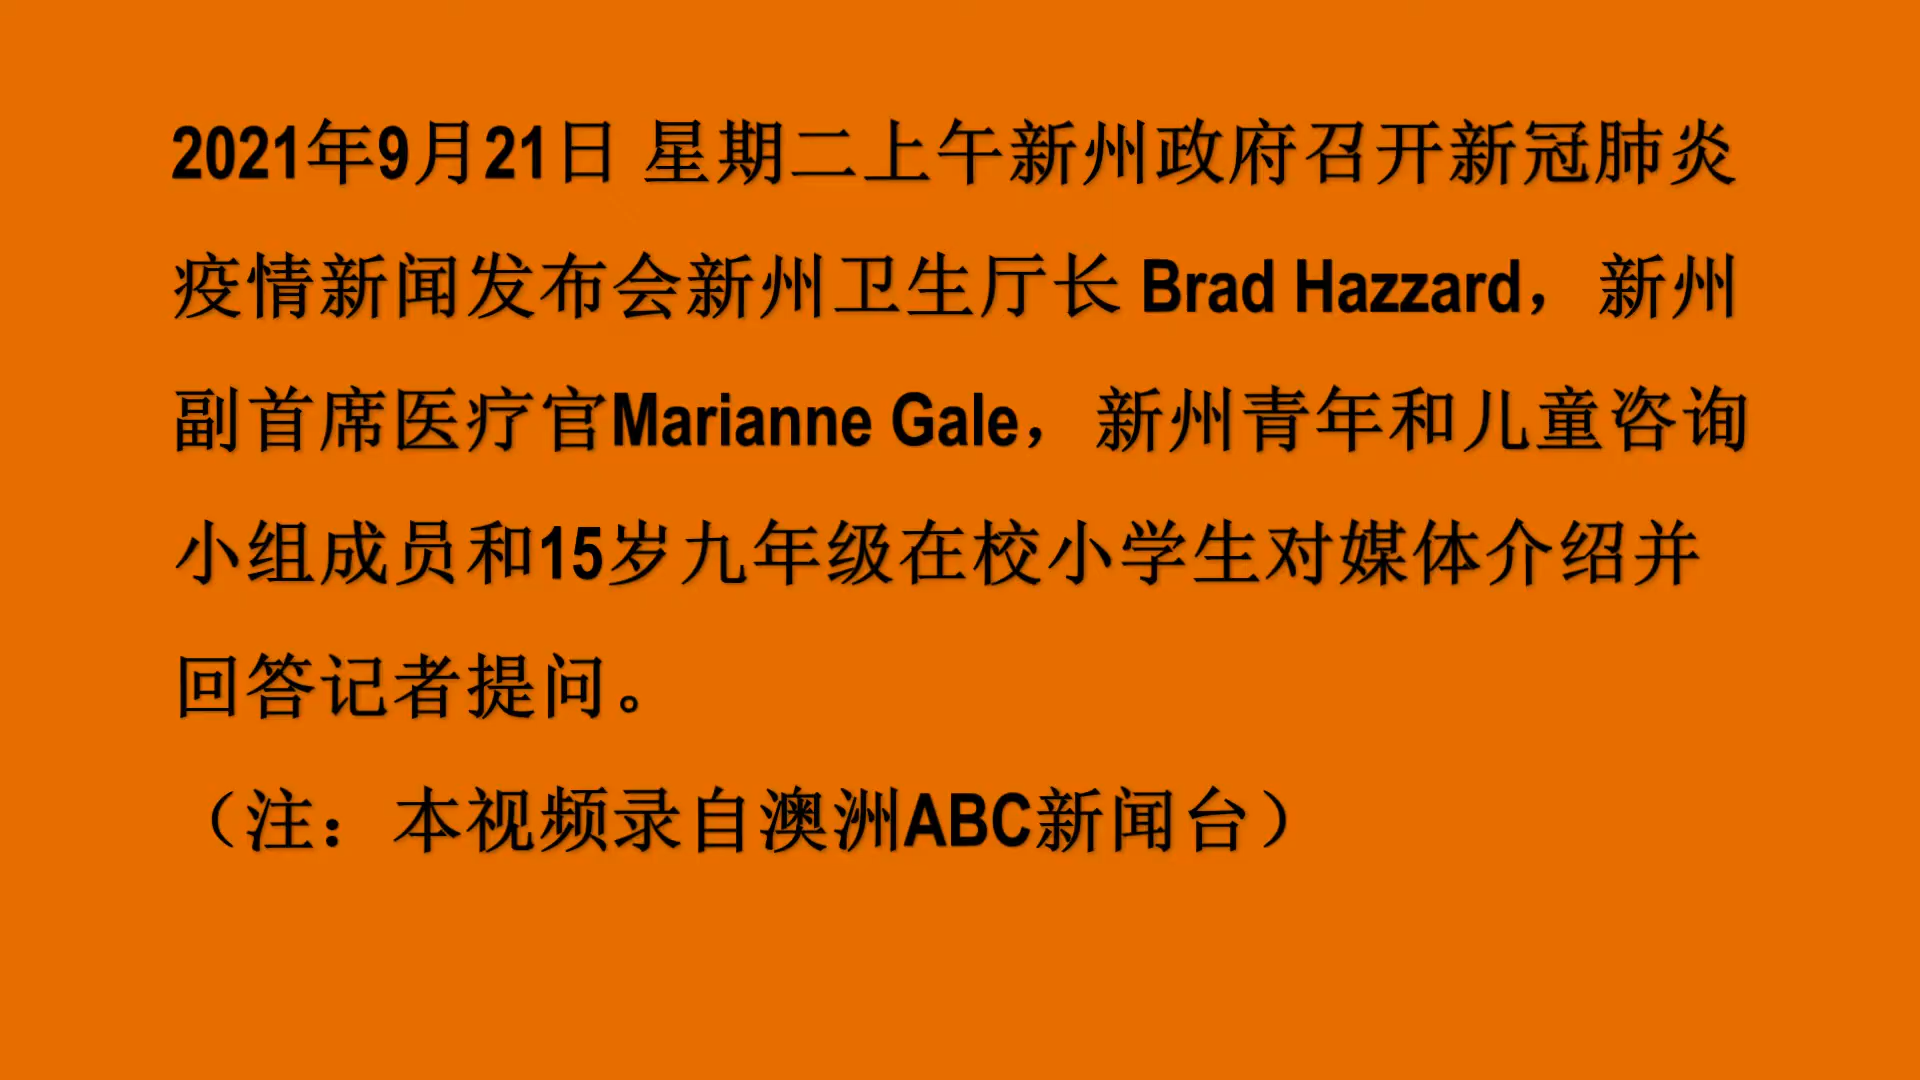 2021年9月21日 星期二上午新州政府召开新冠肺炎
疫情新闻发布会新州卫生厅长 Brad Hazzard，新州
副首席医疗官Marianne Gale，新州青年和儿童咨询
小组成员和15岁九年级在校小学生对媒体介绍并
回答记者提问。
（注：本视频录自澳洲ABC新闻台）